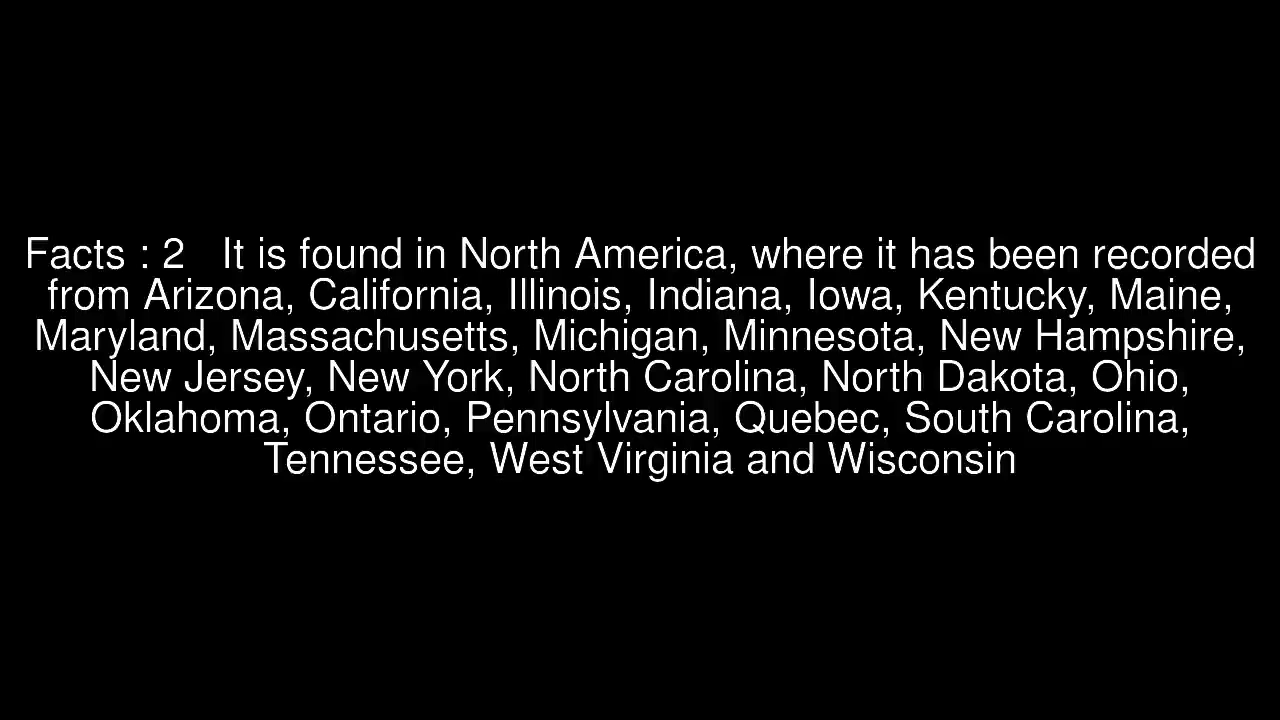 Facts : 2   It is found in North America, where it has been recorded
from Arizona, California, Illinois, Indiana, Iowa, Kentucky, Maine,
Maryland, Massachusetts, Michigan, Minnesota, New Hampshire,
New Jersey, New York, North Carolina, North Dakota, Ohio,
Oklahoma, Ontario, Pennsylvania, Quebec, South Carolina,
Tennessee, West Virginia and Wisconsin